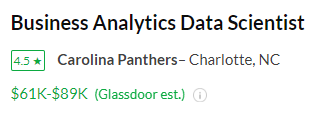 Business Analytics Data Scientist
4.5 ★ Carolina Panthers– Charlotte, NC
$61K-$89K (Glassdoor est.) ⓘ